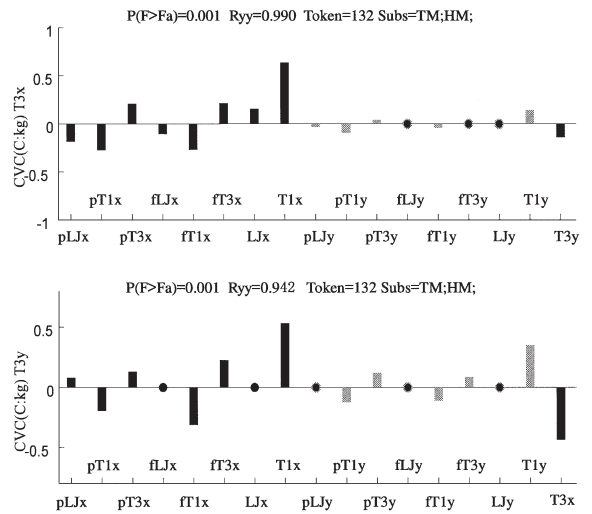 P(F>Fa)=0.001 Ryy=0.990 Token=132 Subs=TM;HM;
CVC(C:kg) T3x
1
0.5
0
-0.5
-1
pT1x fLJx fT3x T1x pT1y fLJy fT3y T1y
pLJx pT3x fT1x LJx pLJy pT3y fT1y LJy T3y
P(F>Fa)=0.001 Ryy=0.942 Token=132 Subs=TM;HM;
CVC(C:kg) T3y
0.5
0
-0.5
pT1x fLJx fT3x T1x pT1y fLJy fT3y T1y
pLJx pT3x fT1x LJx pLJy pT3y fT1y LJy T3x